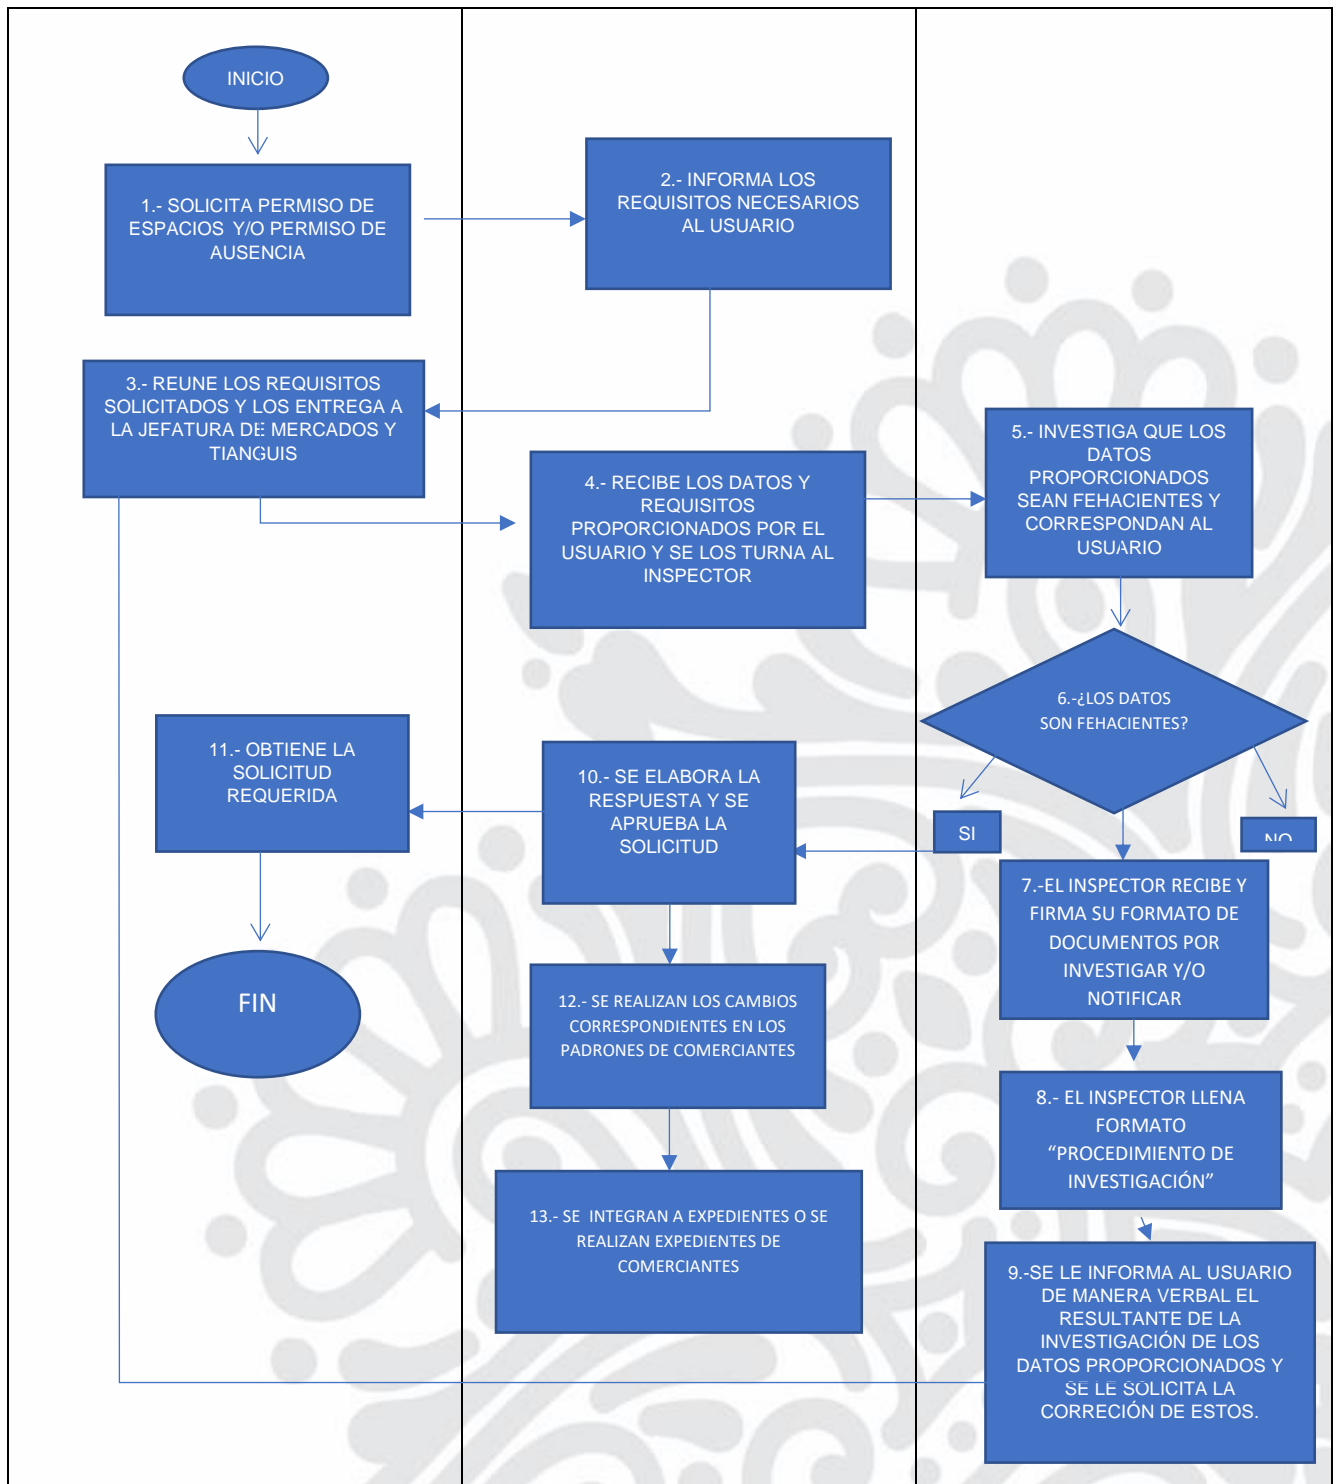 INICIO
1.- SOLICITA PERMISO DE
ESPACIOS Y/O PERMISO DE
AUSENCIA
2.- INFORMA LOS
REQUISITOS NECESARIOS
AL USUARIO
3.- REUNE LOS REQUISITOS
SOLICITADOS Y LOS ENTREGA A
LA JEFATURA DE MERCADOS Y
TIANGUIS
4.- RECIBE LOS DATOS Y
REQUISITOS
PROPORCIONADOS POR EL
USUARIO Y SE LOS TURNA AL
INSPECTOR
5.- INVESTIGA QUE LOS
DATOS
PROPORCIONADOS
SEAN FEHACIENTES Y
CORRESPONDAN AL
USUARIO
6.-¿LOS DATOS
SON FEHACIENTES?
SI
NO
7.-EL INSPECTOR RECIBE Y
FIRMA SU FORMATO DE
DOCUMENTOS POR
INVESTIGAR Y/O
NOTIFICAR
8.- EL INSPECTOR LLENA
FORMATO
“PROCEDIMIENTO DE
INVESTIGACIÓN”
9.-SE LE INFORMA AL USUARIO
DE MANERA VERBAL EL
RESULTANTE DE LA
INVESTIGACIÓN DE LOS
DATOS PROPORCIONADOS Y
SE LE SOLICITA LA
CORRECIÓN DE ESTOS.
10.- SE ELABORA LA
RESPUESTA Y SE
APRUEBA LA
SOLICITUD
11.- OBTIENE LA
SOLICITUD
REQUERIDA
FIN
12.- SE REALIZAN LOS CAMBIOS
CORRESPONDIENTES EN LOS
PADRONES DE COMERCIANTES
13.- SE INTEGRAN A EXPEDIENTES O SE
REALIZAN EXPEDIENTES DE
COMERCIANTES